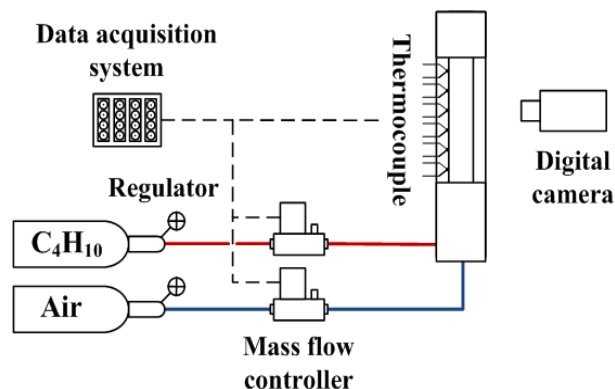 Data acquisition
system
Thermocouple
Digital
camera
Regulator
C₄H₁₀
Air
Mass flow
controller